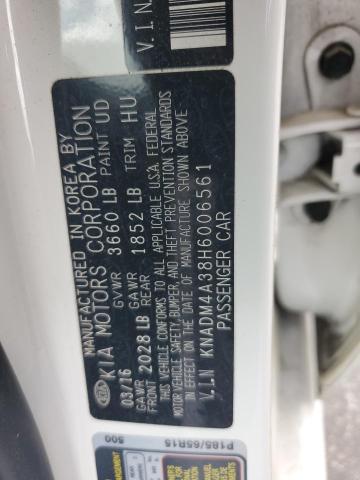 MANUFACTURED IN KOREA BY
KIA MOTORS CORPORATION
03/16 GVWR 3660 LB PAINT UD
GAWR FRONT 2028 LB GAWR REAR 1852 LB TRIM HU
THIS VEHICLE CONFORMS TO ALL APPLICABLE U.S.A. FEDERAL
MOTOR VEHICLE SAFETY, BUMPER, AND THEFT PREVENTION STANDARDS
IN EFFECT ON THE DATE OF MANUFACTURE SHOWN ABOVE
V.I.N KNADM4A38H6006561
PASSENGER CAR
V.I.N
P185/65R15
500